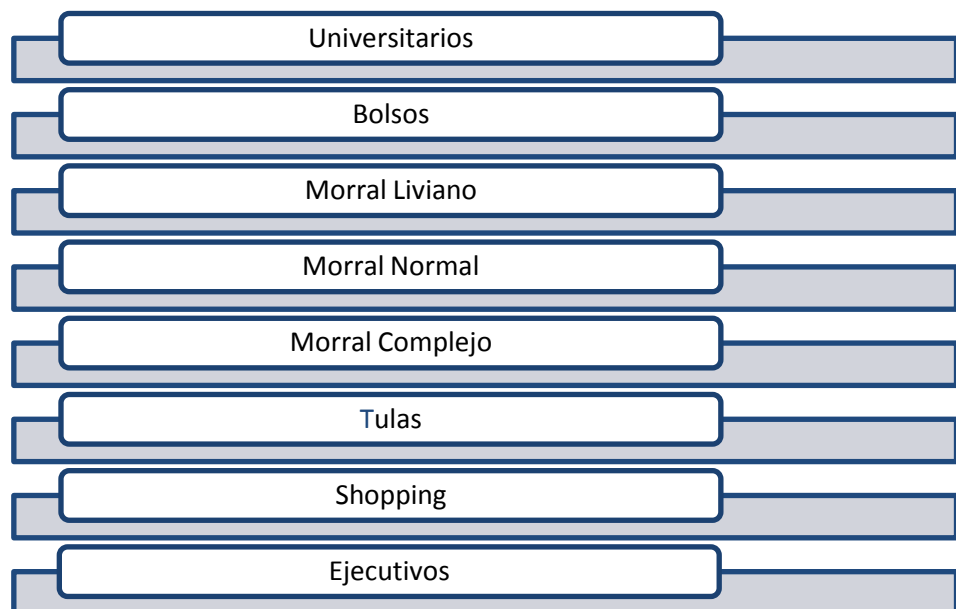 Universitarios
Bolsos
Morral Liviano
Morral Normal
Morral Complejo
Tulas
Shopping
Ejecutivos